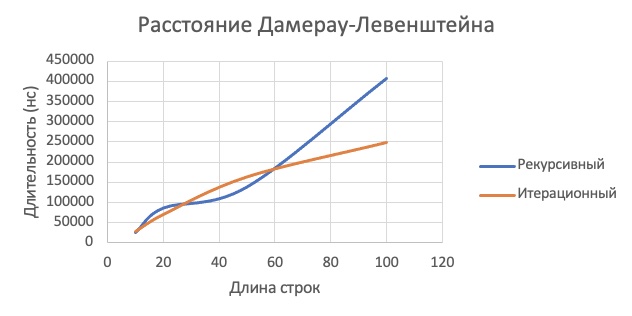 Расстояние Дамерау-Левенштейна
Длительность (нс)
450000
400000
350000
300000
250000
200000
150000
100000
50000
0
0 20 40 60 80 100 120
Длина строк
Рекурсивный
Итерационный